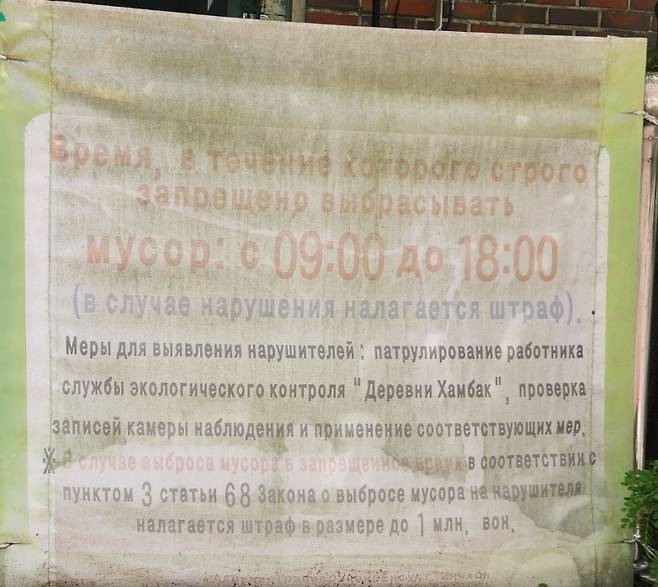 Время, в течение которого строго
запрещено выбрасывать
мусор: с 09:00 до 18:00
(в случае нарушения налагается штраф).
Меры для выявления нарушителей: патрулирование работника
службы экологического контроля "Деревни Хамбак", проверка
записей камеры наблюдения и применение соответствующих мер.
※ В случае выброса мусора в запрещенное время в соответствии с
пунктом 3 статьи 68 Закона о выбросе мусора на нарушителя
налагается штраф в размере до 1 млн. вон.